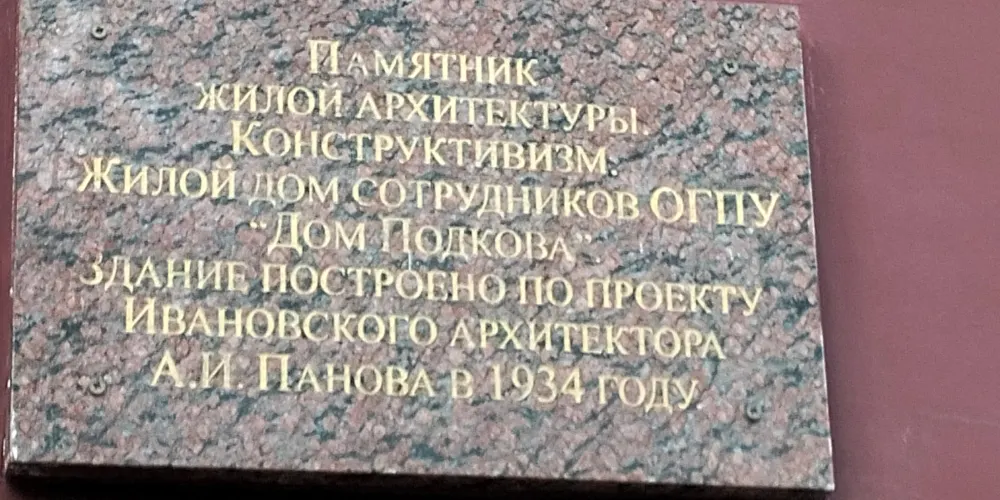 Памятник
жилой архитектуры.
Конструктивизм.
Жилой дом сотрудников ОГПУ
"Дом Подкова"
Здание построено по проекту
Ивановского архитектора
А.И. Панова в 1934 году